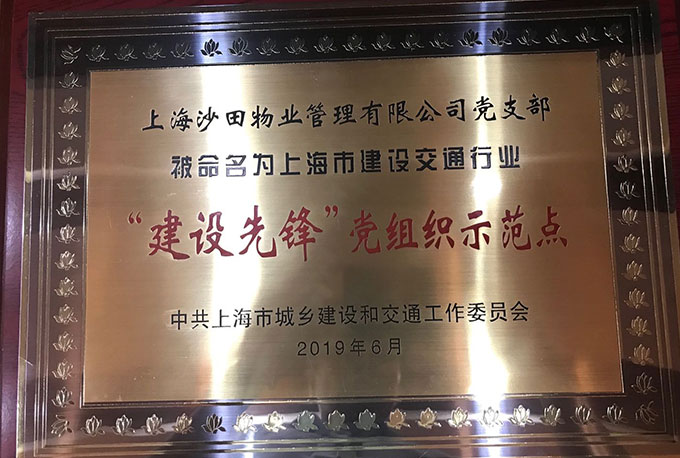 上海沙田物业管理有限公司党支部
被命名为上海市建设交通行业
“建设先锋”党组织示范点
中共上海市城乡建设和交通工作委员会
2019年6月